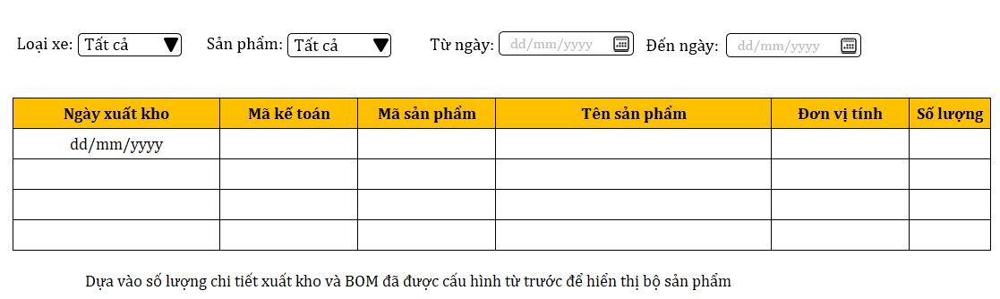 Loại xe: Tất cả Sản phẩm: Tất cả Từ ngày: dd/mm/yyyy Đến ngày: dd/mm/yyyy
Ngày xuất kho Mã kế toán Mã sản phẩm Tên sản phẩm Đơn vị tính Số lượng
dd/mm/yyyy
Dựa vào số lượng chi tiết xuất kho và BOM đã được cấu hình từ trước để hiển thị bộ sản phẩm